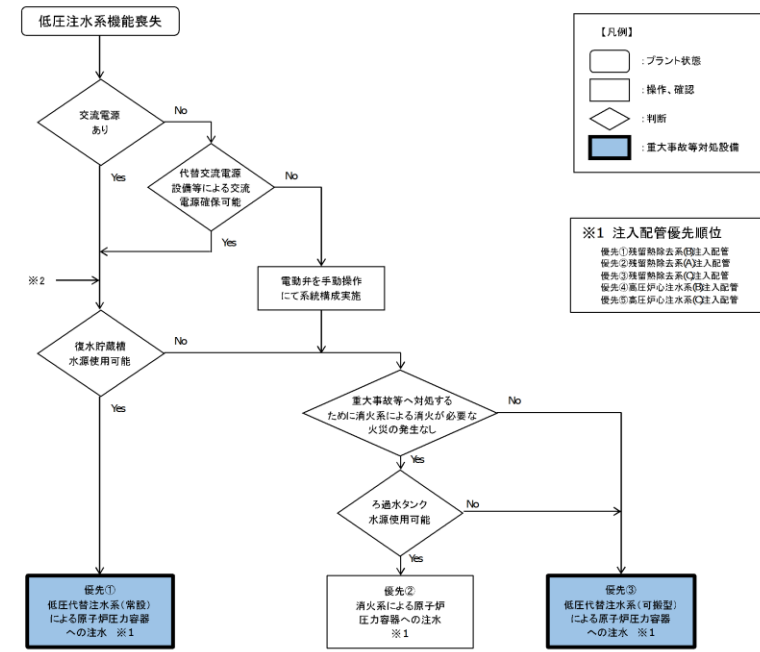 低圧注水系機能喪失
交流電源
あり
No
Yes
代替交流電源
設備等による交流
電源確保可能
No
Yes
※2
電動弁を手動操作
にて系統構成実施
復水貯蔵槽
水源使用可能
No
Yes
重大事故等へ対処する
ために消火系による消火が必要な
火災の発生なし
No
Yes
ろ過水タンク
水源使用可能
No
Yes
優先①
低圧代替注水系(常設)
による原子炉圧力容器
への注水 ※1
優先②
消火系による原子炉
圧力容器への注水
※1
優先③
低圧代替注水系(可搬型)
による原子炉圧力容器
への注水 ※1
【凡例】
:プラント状態
:操作、確認
:判断
:重大事故等対処設備
※1 注入配管優先順位
優先①残留熱除去系(B)注入配管
優先②残留熱除去系(A)注入配管
優先③残留熱除去系(C)注入配管
優先④高圧炉心注水系(B)注入配管
優先⑤高圧炉心注水系(C)注入配管